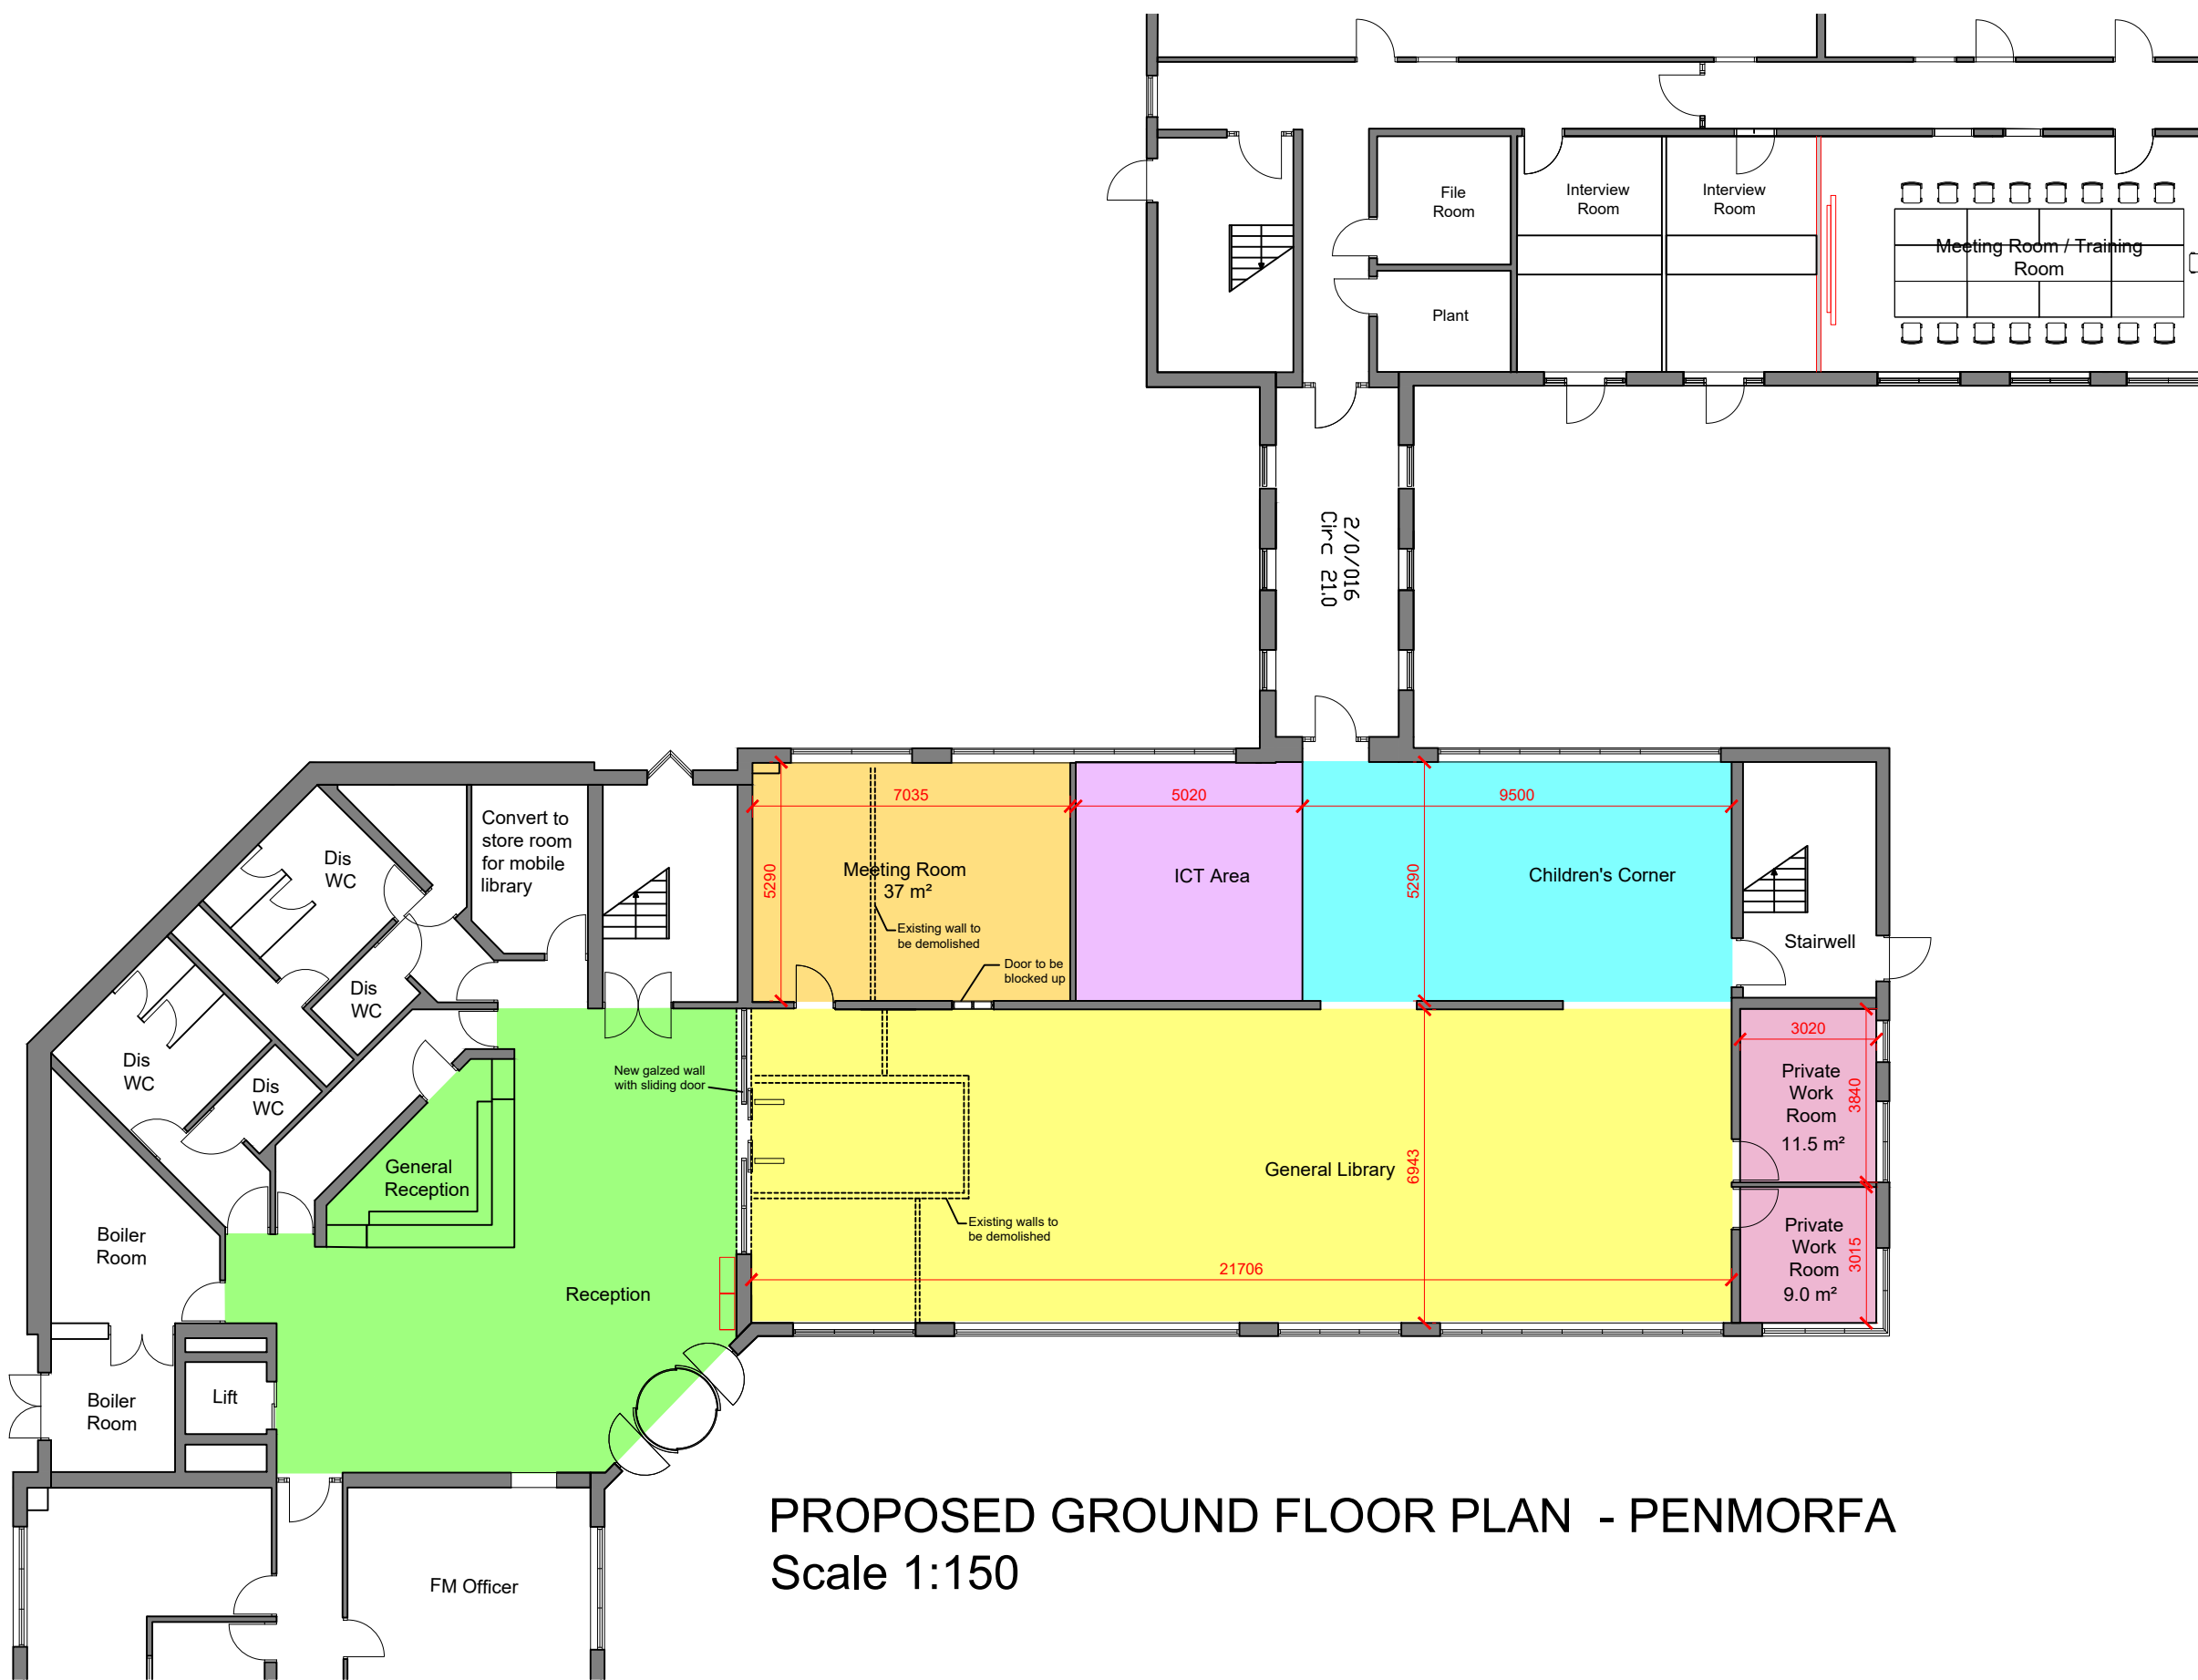 File
Room
Interview
Room
Interview
Room
Meeting Room / Training
Room
Plant
2/0/016
Circ 21.0
7035
5020
9500
Convert to
store room
for mobile
library
Dis
WC
5290
Meeting Room
37 m²
ICT Area
5290
Children's Corner
Existing wall to
be demolished
Stairwell
Door to be
blocked up
Dis
WC
Dis
WC
Dis
WC
New galzed wall
with sliding door
3020
Private
Work
Room
11.5 m²
3840
General
Reception
General Library
6943
Existing walls to
be demolished
Private
Work
Room
9.0 m²
3015
Boiler
Room
21706
Reception
Lift
Boiler
Room
PROPOSED GROUND FLOOR PLAN - PENMORFA
Scale 1:150
FM Officer